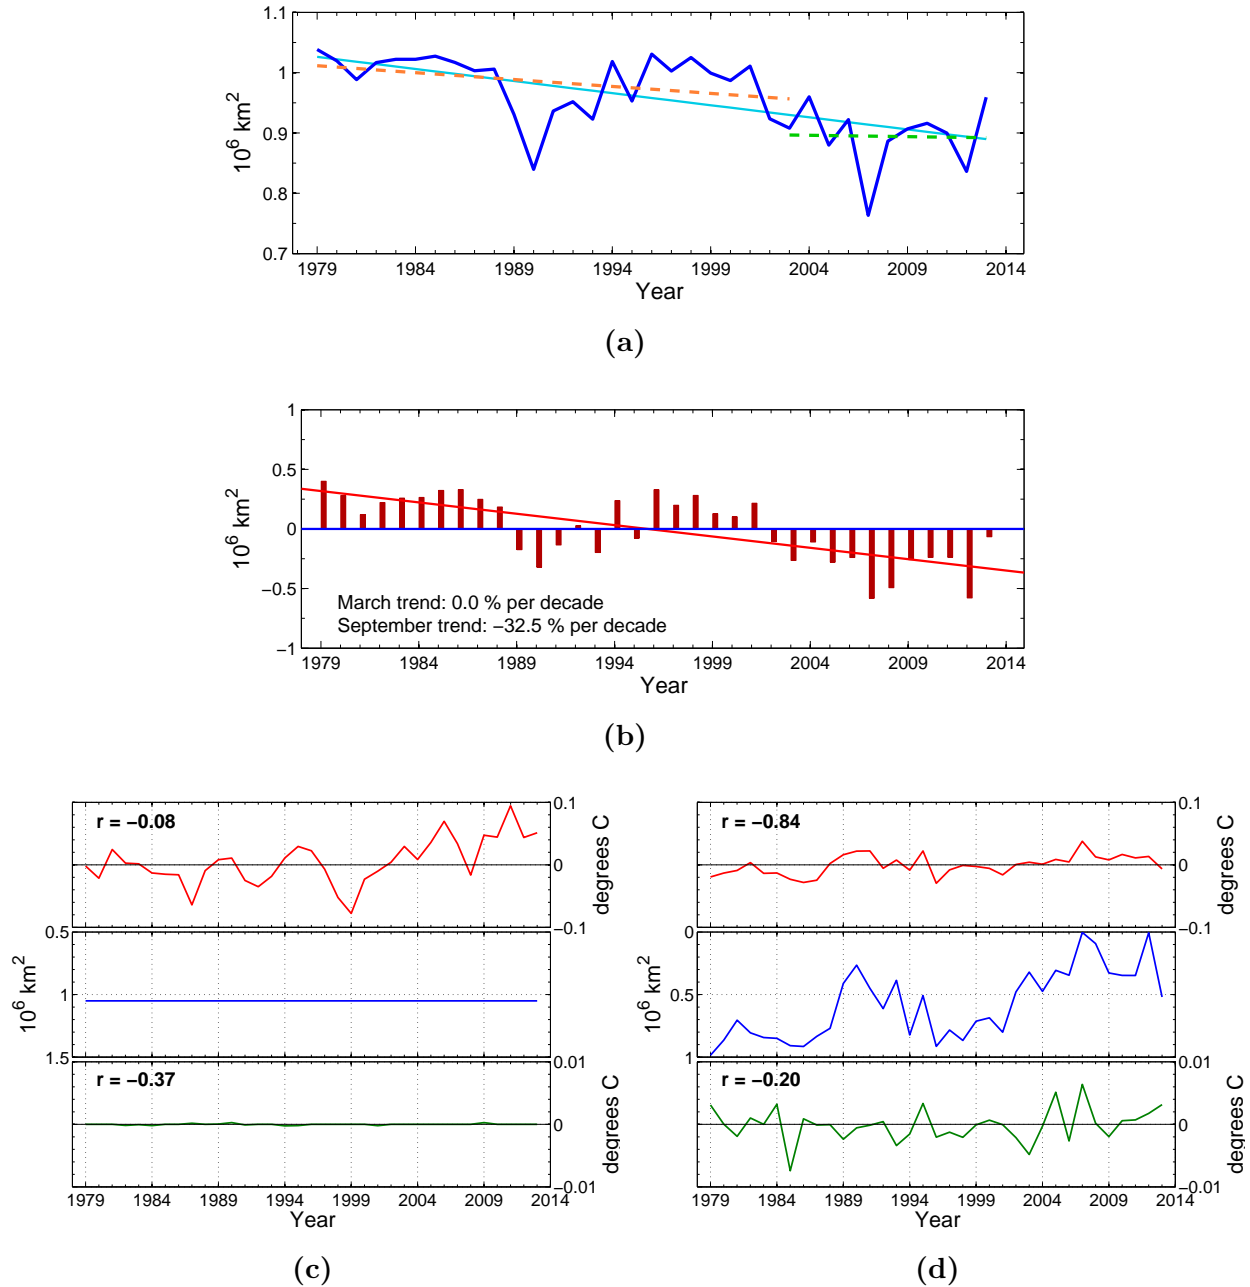 1.1
1
0.9
0.8
0.7
10⁶ km²
1979 1984 1989 1994 1999 2004 2009 2014
Year
(a)
1
0.5
0
−0.5
−1
10⁶ km²
March trend: 0.0 % per decade
September trend: −32.5 % per decade
1979 1984 1989 1994 1999 2004 2009 2014
Year
(b)
r = −0.08
0.1
0
−0.1
degrees C
0.5
1
1.5
10⁶ km²
r = −0.37
0.01
0
−0.01
degrees C
1979 1984 1989 1994 1999 2004 2009 2014
Year
(c)
r = −0.84
0.1
0
−0.1
degrees C
0
0.5
1
10⁶ km²
r = −0.20
0.01
0
−0.01
degrees C
1979 1984 1989 1994 1999 2004 2009 2014
Year
(d)